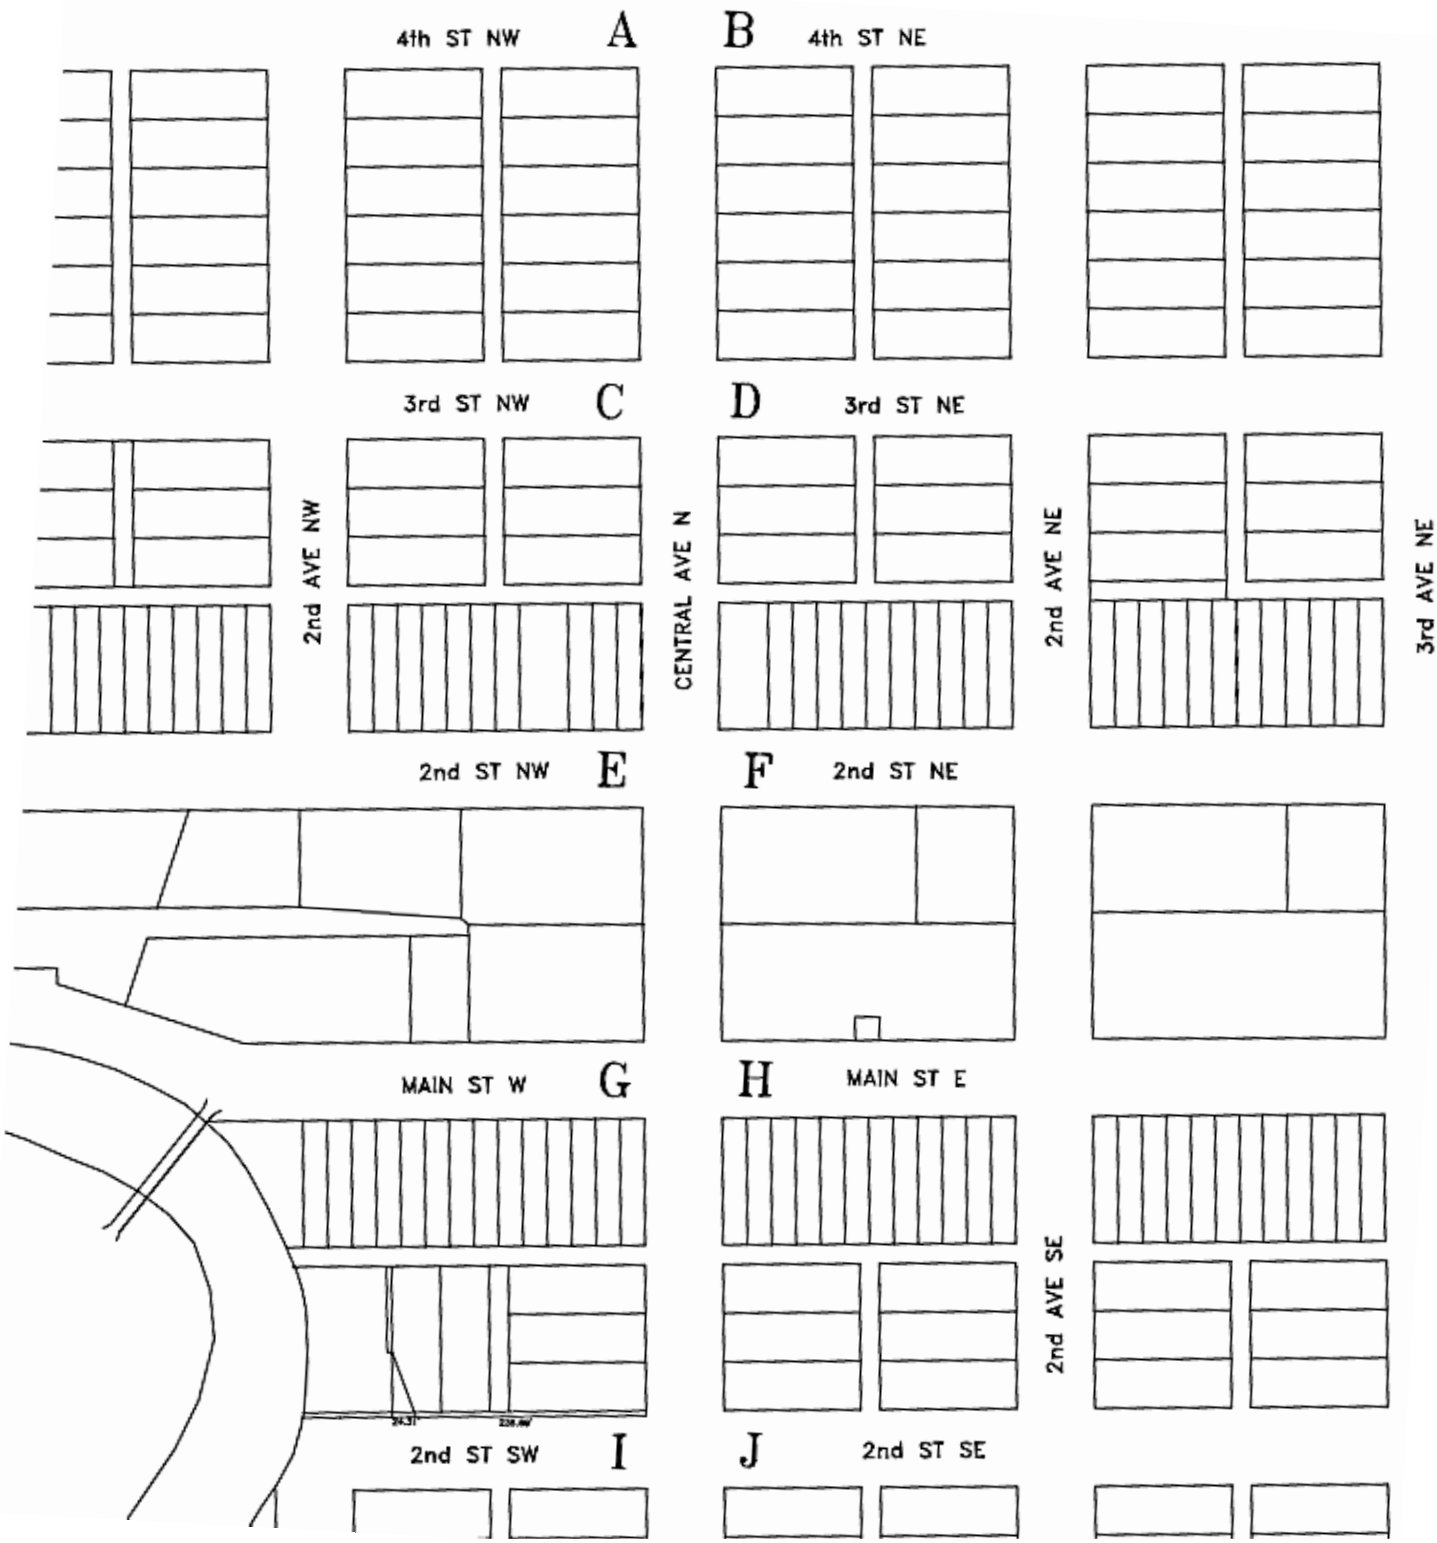 4th ST NW A B 4th ST NE
3rd ST NW C D 3rd ST NE
2nd AVE NW
CENTRAL AVE N
2nd AVE NE
3rd AVE NE
2nd ST NW E F 2nd ST NE
MAIN ST W G H MAIN ST E
2nd AVE SE
24.31'
2nd ST SW I J 2nd ST SE